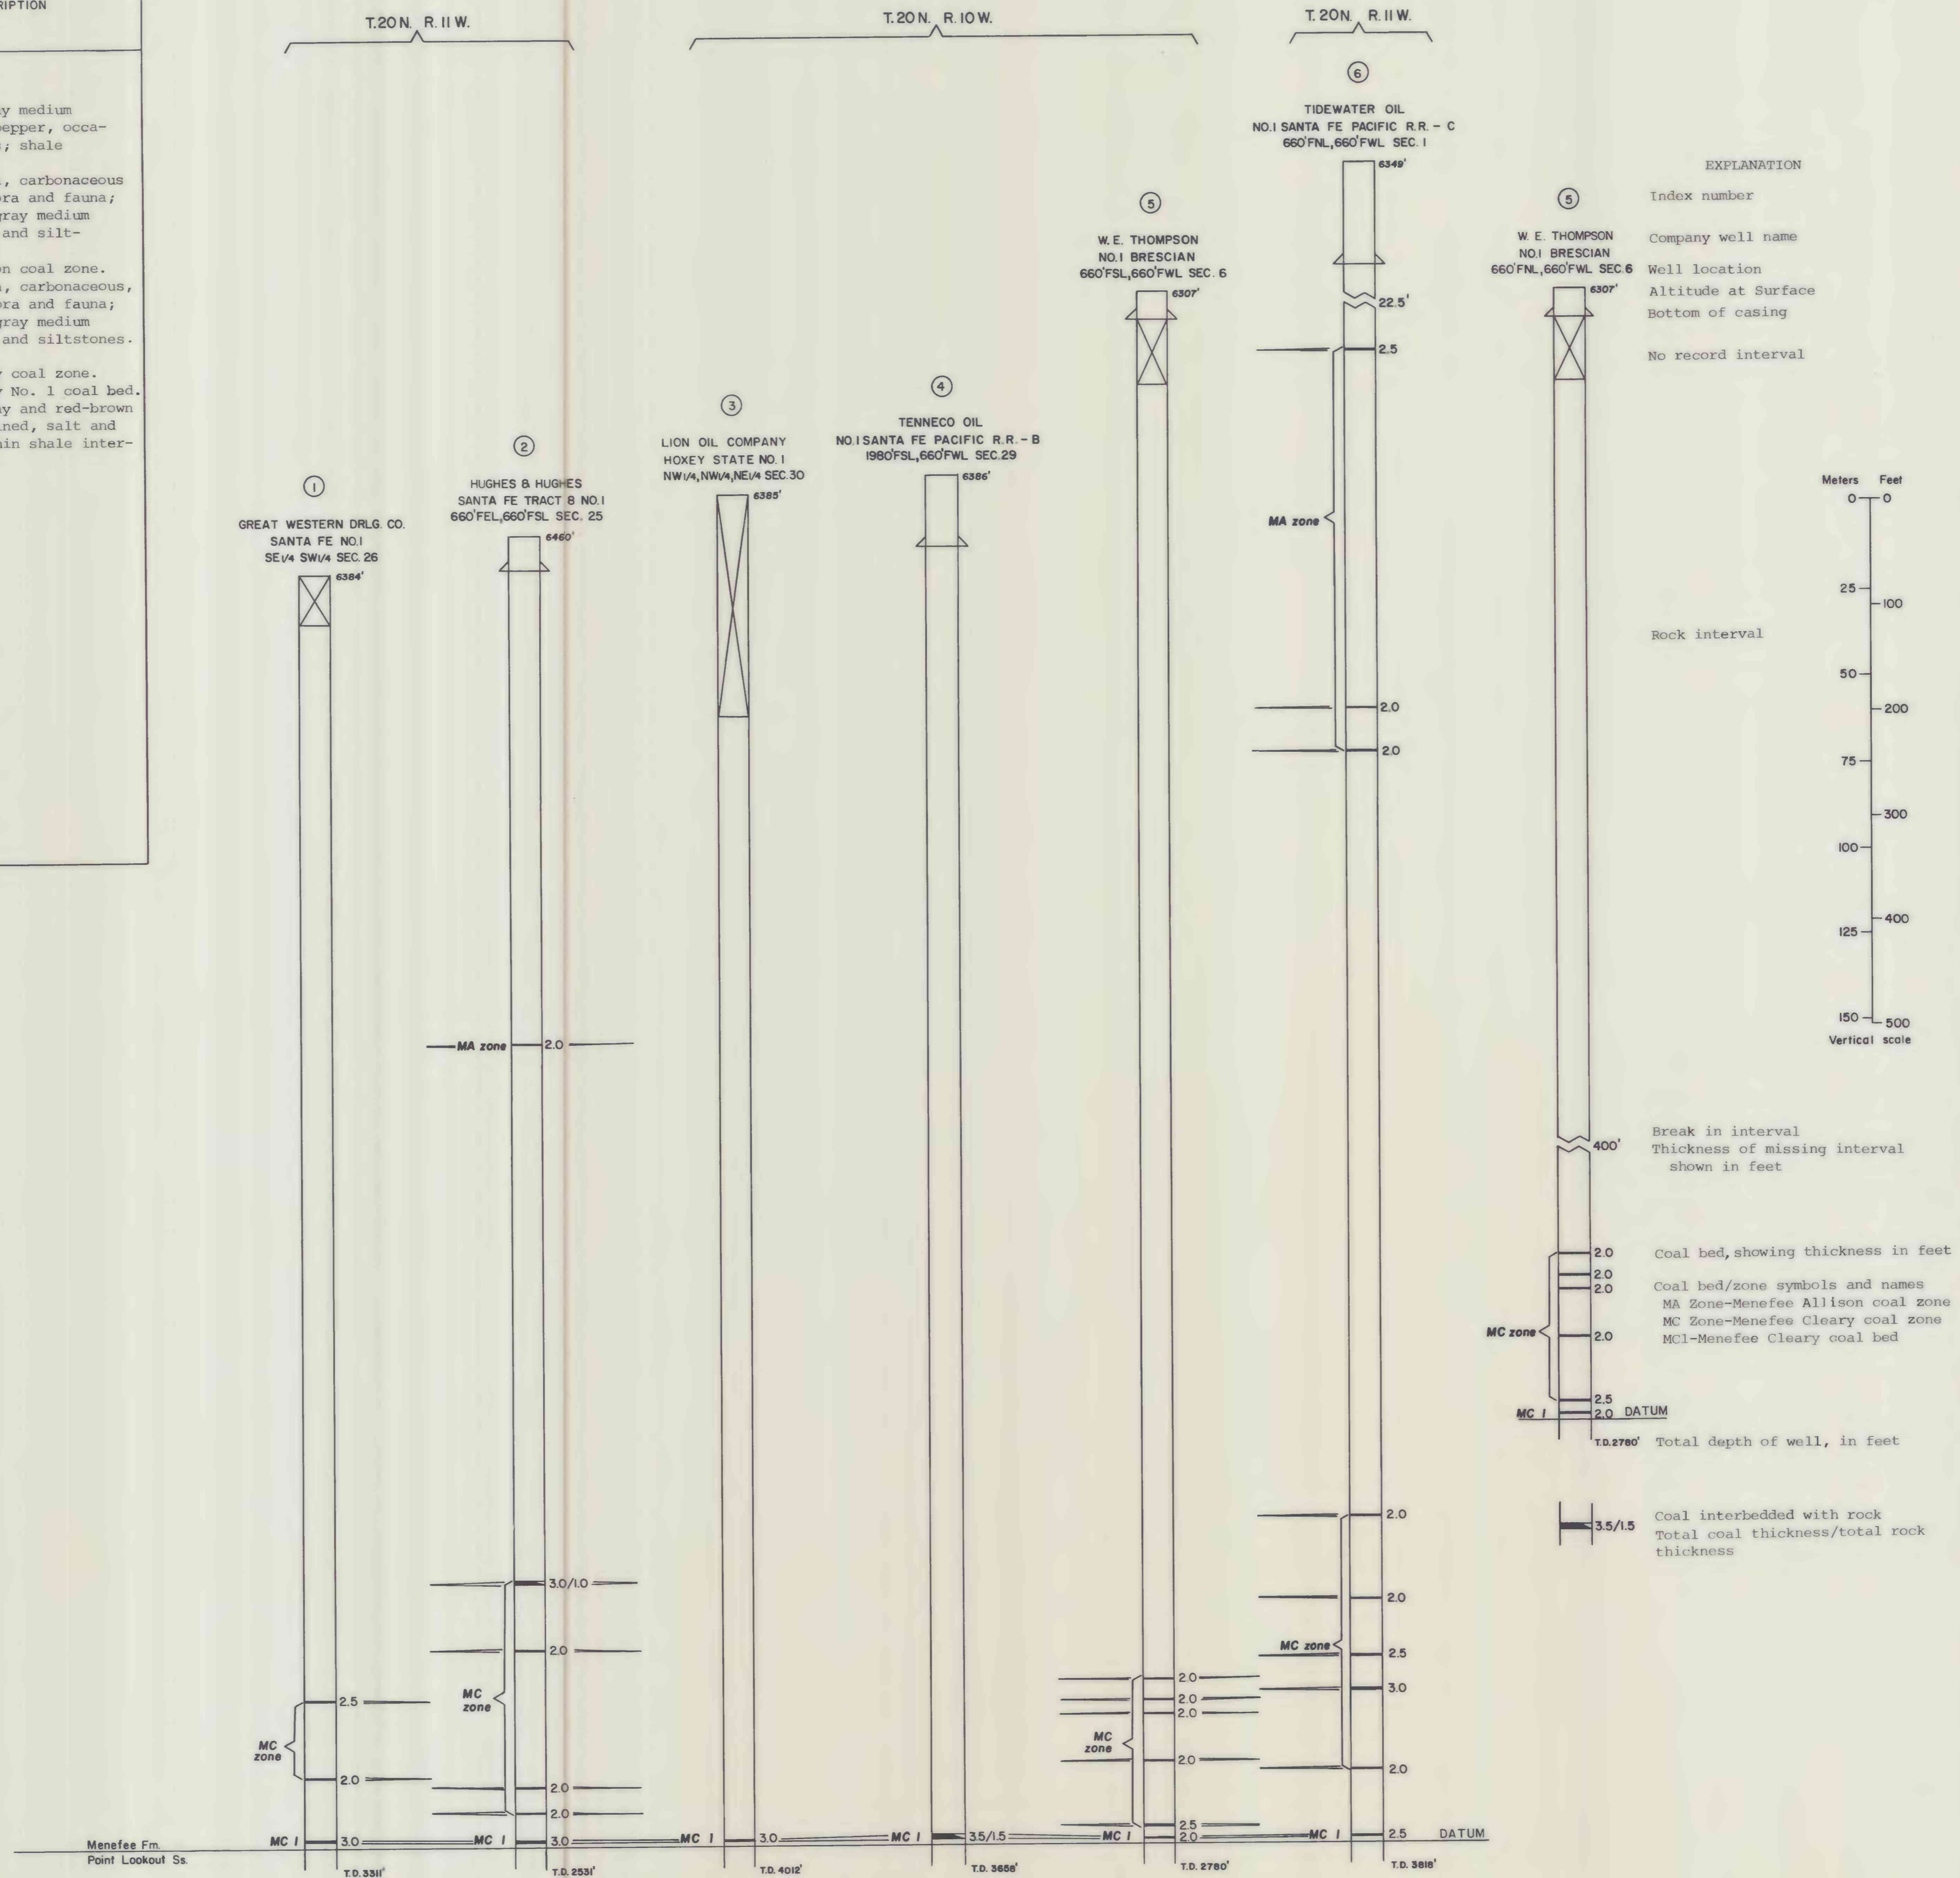 RIPTION
y medium
pepper, occa-
; shale
, carbonaceous
ora and fauna;
gray medium
and silt-
on coal zone.
, carbonaceous,
ora and fauna;
gray medium
and siltstones.
y coal zone.
y No. 1 coal bed.
ay and red-brown
ined, salt and
hin shale inter-
T.20N. R.11W.
T.20N. R.10W.
T.20N. R.11W.
1
GREAT WESTERN DRLG. CO.
SANTA FE NO.1
SE1/4 SW1/4 SEC. 26
6384'
2.5
MC
zone
2.0
MC 1
3.0
T.D. 3311'
2
HUGHES & HUGHES
SANTA FE TRACT 8 NO.1
660'FEL,660'FSL SEC. 25
6460'
MA zone
2.0
3.0/1.0
2.0
MC
zone
2.0
2.0
MC 1
3.0
T.D. 2531'
3
LION OIL COMPANY
HOXEY STATE NO. 1
NW1/4,NW1/4,NE1/4 SEC.30
6385'
MC 1
3.0
T.D. 4012'
4
TENNECO OIL
NO.1 SANTA FE PACIFIC R.R. - B
1980'FSL,660'FWL SEC.29
6386'
MC 1
3.5/1.5
T.D. 3658'
5
W. E. THOMPSON
NO.1 BRESCIAN
660'FSL,660'FWL SEC. 6
6307'
2.0
2.0
2.0
MC
zone
2.0
2.5
MC 1
2.0
T.D. 2780'
6
TIDEWATER OIL
NO.1 SANTA FE PACIFIC R.R. - C
660'FNL,660'FWL SEC. 1
6349'
22.5'
2.5
MA zone
2.0
2.0
2.0
2.0
MC zone
2.5
3.0
2.0
MC 1
2.5
DATUM
T.D. 3818'
Menefee Fm.
Point Lookout Ss.
EXPLANATION
5
Index number
W. E. THOMPSON
NO.1 BRESCIAN
Company well name
660'FNL,660'FWL SEC.6
Well location
6307'
Altitude at Surface
Bottom of casing
No record interval
Rock interval
400'
Break in interval
Thickness of missing interval
shown in feet
2.0
Coal bed, showing thickness in feet
2.0
2.0
Coal bed/zone symbols and names
MA Zone-Menefee Allison coal zone
MC Zone-Menefee Cleary coal zone
MC1-Menefee Cleary coal bed
MC zone
2.0
2.5
MC 1
2.0 DATUM
T.D.2780'
Total depth of well, in feet
3.5/1.5
Coal interbedded with rock
Total coal thickness/total rock
thickness
Meters Feet
0 0
25
100
50
200
75
300
100
400
125
150
500
Vertical scale